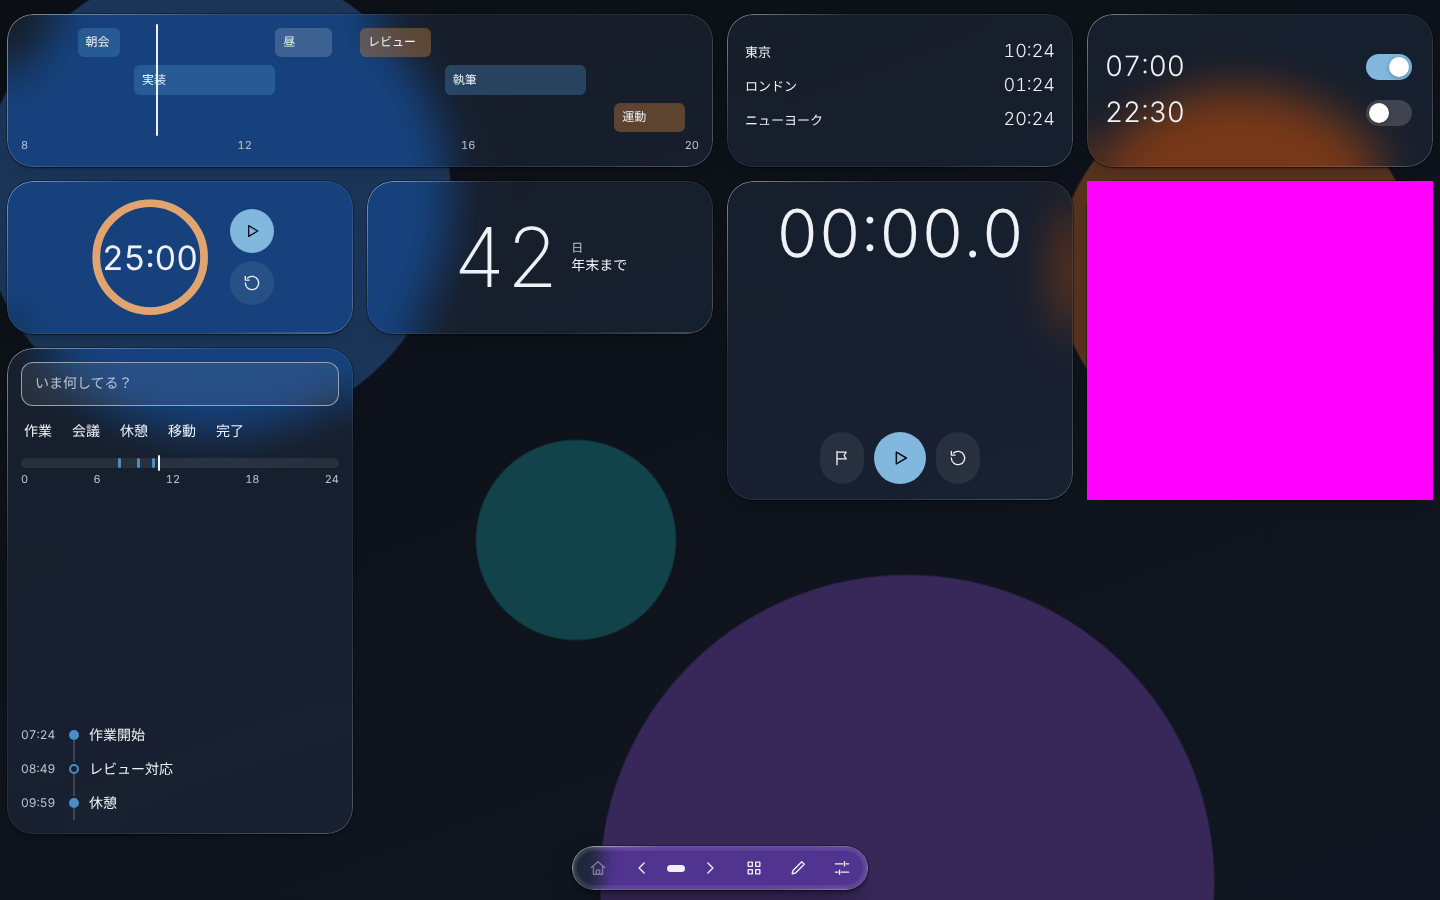 朝会
昼
レビュー
実装
執筆
運動
8
12
16
20
東京 10:24
ロンドン 01:24
ニューヨーク 20:24
07:00
22:30
25:00
42
日
年末まで
00:00.0
いま何してる？
作業 会議 休憩 移動 完了
0 6 12 18 24
07:24 作業開始
08:49 レビュー対応
09:59 休憩